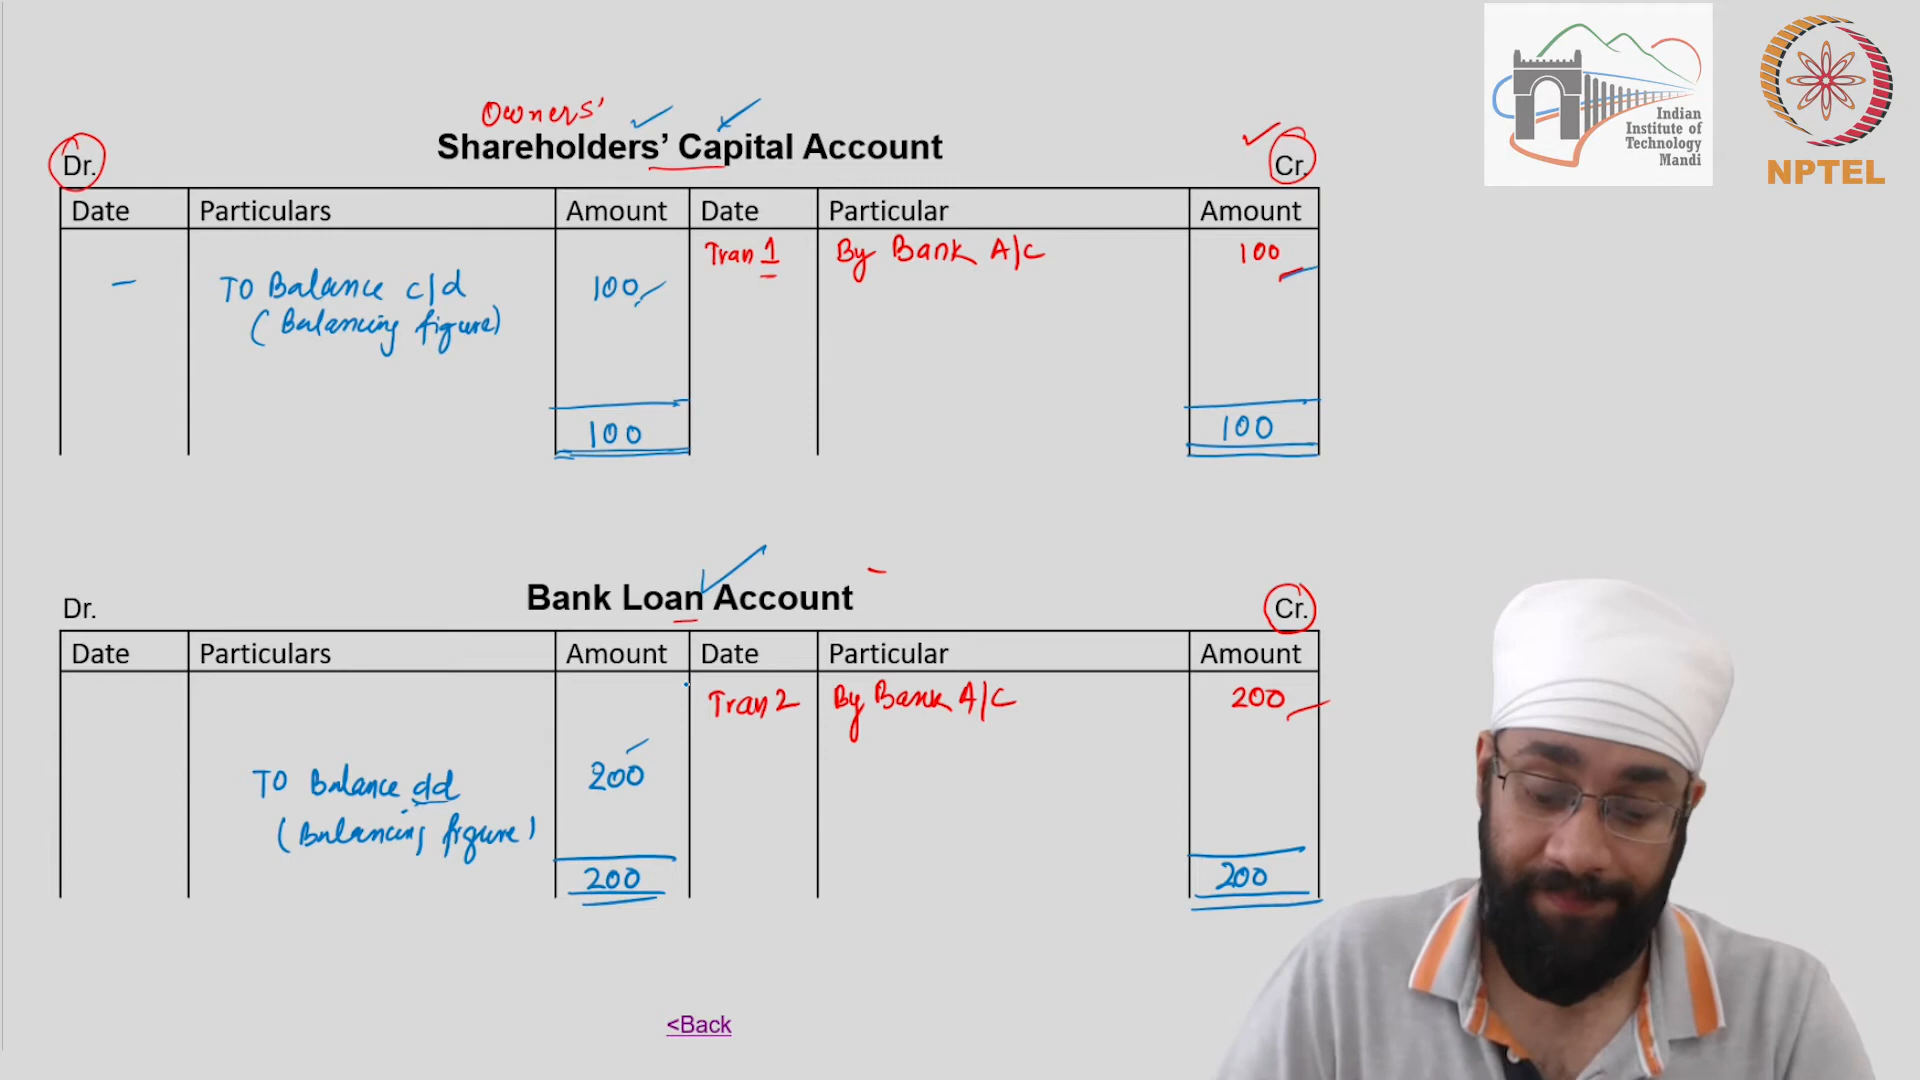 Owners'
Shareholders' Capital Account
Dr.
Cr.
Date Particulars Amount Date Particular Amount
Tran 1 By Bank A/C 100
- To Balance c/d 100
(Balancing figure)
100 100
Bank Loan Account
Dr.
Cr.
Date Particulars Amount Date Particular Amount
Tran 2 By Bank A/C 200
To Balance c/d 200
(Balancing figure)
200 200
<Back
Indian
Institute of
Technology
Mandi
NPTEL